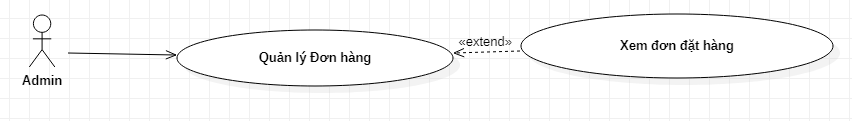 Admin
Quản lý Đơn hàng
«extend»
Xem đơn đặt hàng